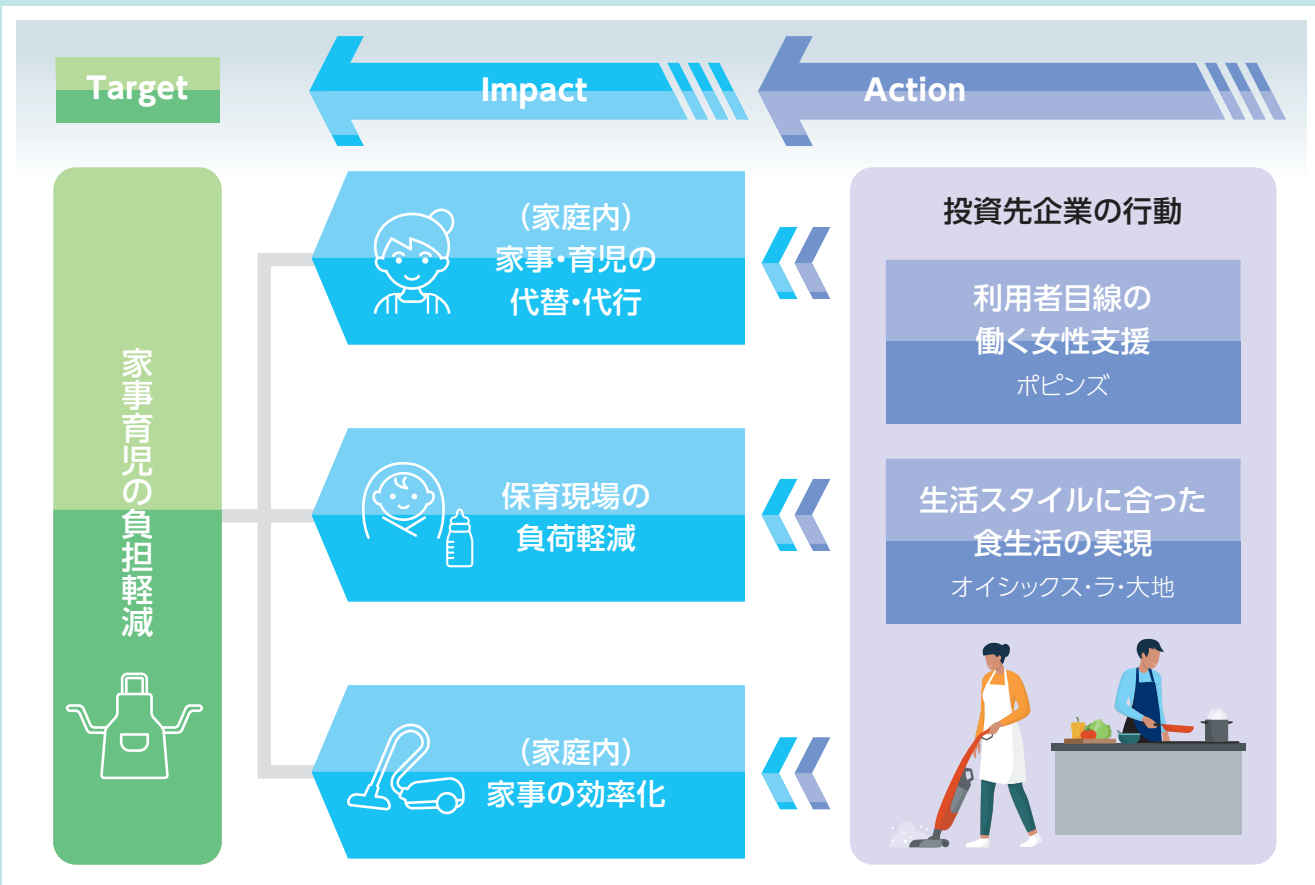 Target
Impact
Action
家事育児の負担軽減
（家庭内）
家事・育児の
代替・代行
保育現場の
負荷軽減
（家庭内）
家事の効率化
投資先企業の行動
利用者目線の
働く女性支援
ポピンズ
生活スタイルに合った
食生活の実現
オイシックス・ラ・大地